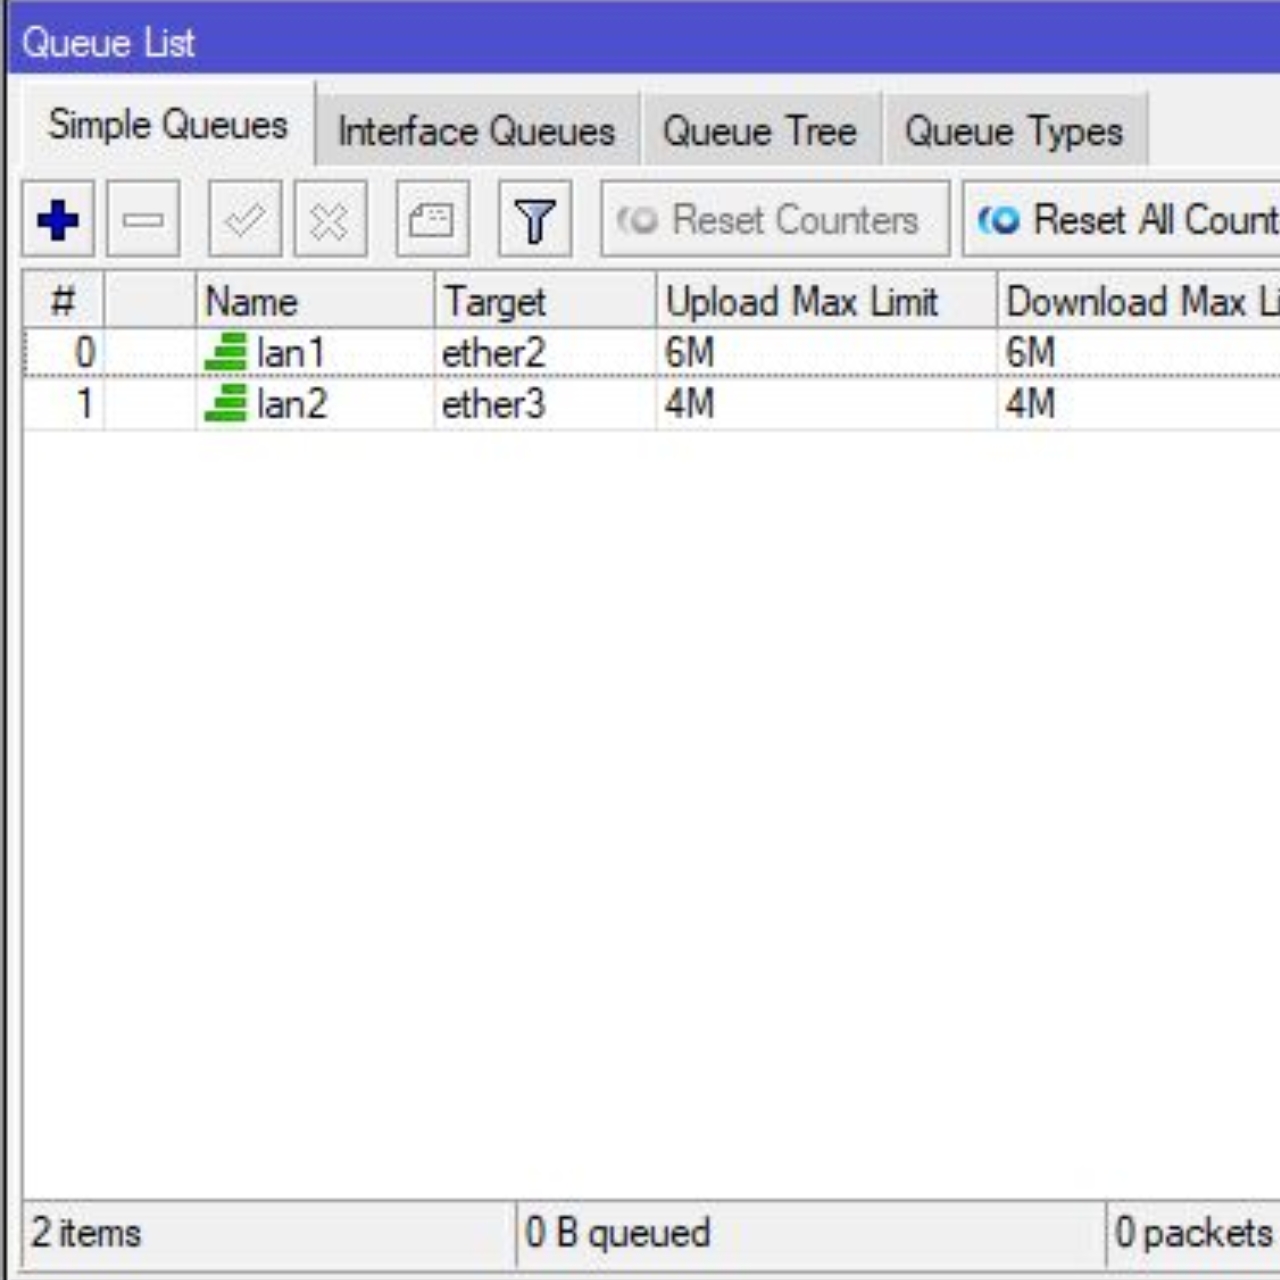 Queue List
Simple Queues Interface Queues Queue Tree Queue Types
Reset Counters Reset All Count
# Name Target Upload Max Limit Download Max Li
0 lan1 ether2 6M 6M
1 lan2 ether3 4M 4M
2 items 0 B queued 0 packets